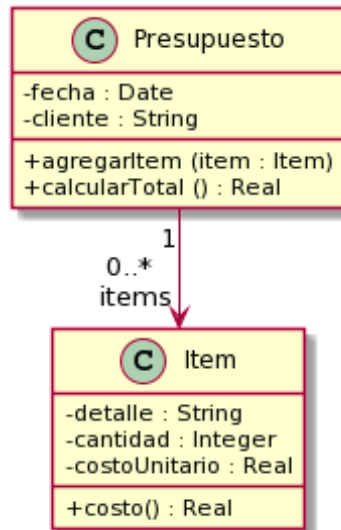 C Presupuesto
-fecha : Date
-cliente : String
+agregarItem (item : Item)
+calcularTotal () : Real
1
0..*
items
C Item
-detalle : String
-cantidad : Integer
-costoUnitario : Real
+costo() : Real